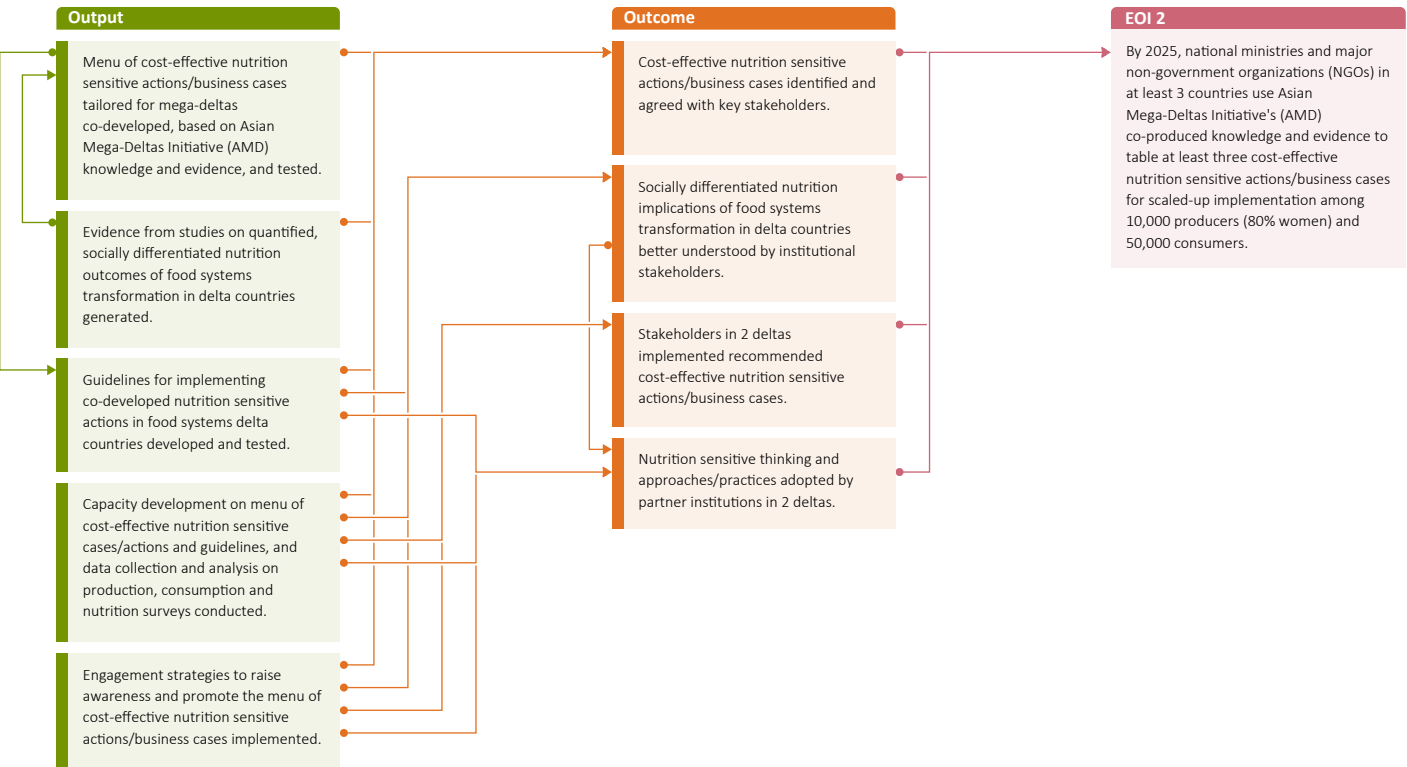 Output
Menu of cost-effective nutrition
sensitive actions/business cases
tailored for mega-deltas
co-developed, based on Asian
Mega-Deltas Initiative (AMD)
knowledge and evidence, and tested.
Evidence from studies on quantified,
socially differentiated nutrition
outcomes of food systems
transformation in delta countries
generated.
Guidelines for implementing
co-developed nutrition sensitive
actions in food systems delta
countries developed and tested.
Capacity development on menu of
cost-effective nutrition sensitive
cases/actions and guidelines, and
data collection and analysis on
production, consumption and
nutrition surveys conducted.
Engagement strategies to raise
awareness and promote the menu of
cost-effective nutrition sensitive
actions/business cases implemented.
Outcome
Cost-effective nutrition sensitive
actions/business cases identified and
agreed with key stakeholders.
Socially differentiated nutrition
implications of food systems
transformation in delta countries
better understood by institutional
stakeholders.
Stakeholders in 2 deltas
implemented recommended
cost-effective nutrition sensitive
actions/business cases.
Nutrition sensitive thinking and
approaches/practices adopted by
partner institutions in 2 deltas.
EOI 2
By 2025, national ministries and major
non-government organizations (NGOs) in
at least 3 countries use Asian
Mega-Deltas Initiative's (AMD)
co-produced knowledge and evidence to
table at least three cost-effective
nutrition sensitive actions/business cases
for scaled-up implementation among
10,000 producers (80% women) and
50,000 consumers.